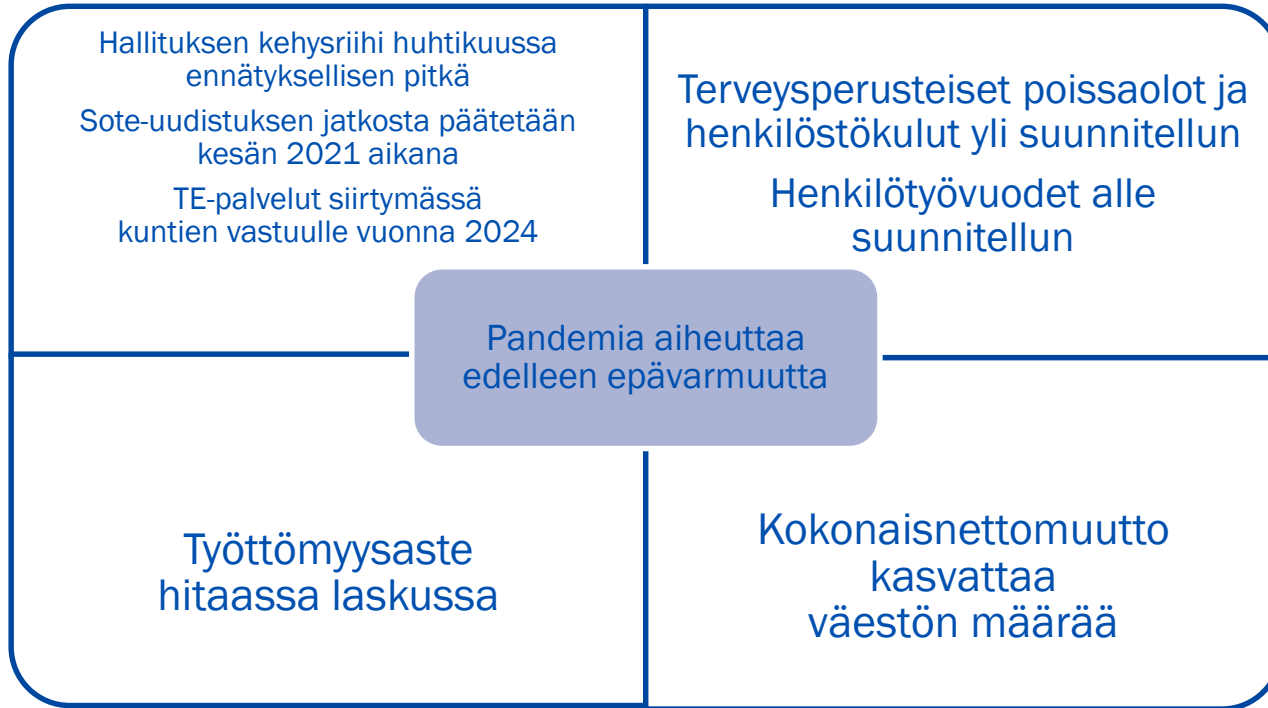 Hallituksen kehysriihi huhtikuussa
ennätyksellisen pitkä
Sote-uudistuksen jatkosta päätetään
kesän 2021 aikana
TE-palvelut siirtymässä
kuntien vastuulle vuonna 2024
Terveysperusteiset poissaolot ja
henkilöstökulut yli suunnitellun
Henkilötyövuodet alle
suunnitellun
Pandemia aiheuttaa
edelleen epävarmuutta
Työttömyysaste
hitaassa laskussa
Kokonaisnettomuutto
kasvattaa
väestön määrää